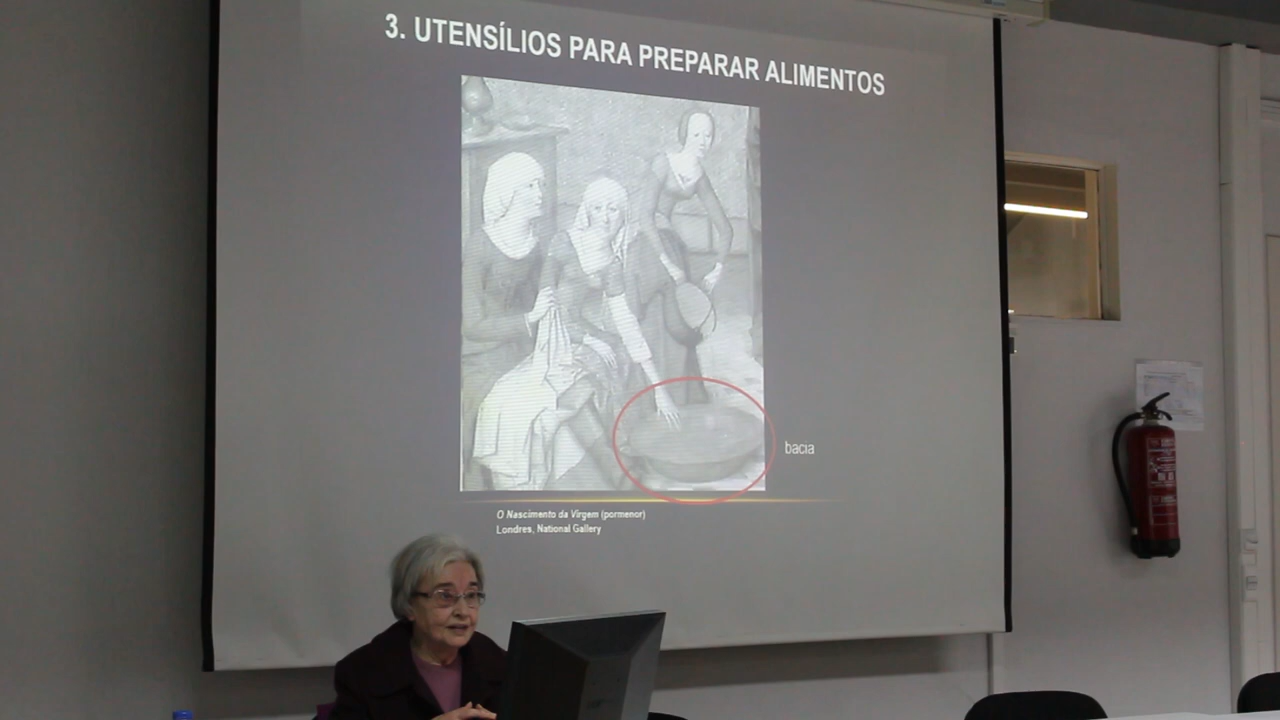 3. UTENSÍLIOS PARA PREPARAR ALIMENTOS
bacia
O Nascimento da Virgem (pormenor)
Londres, National Gallery